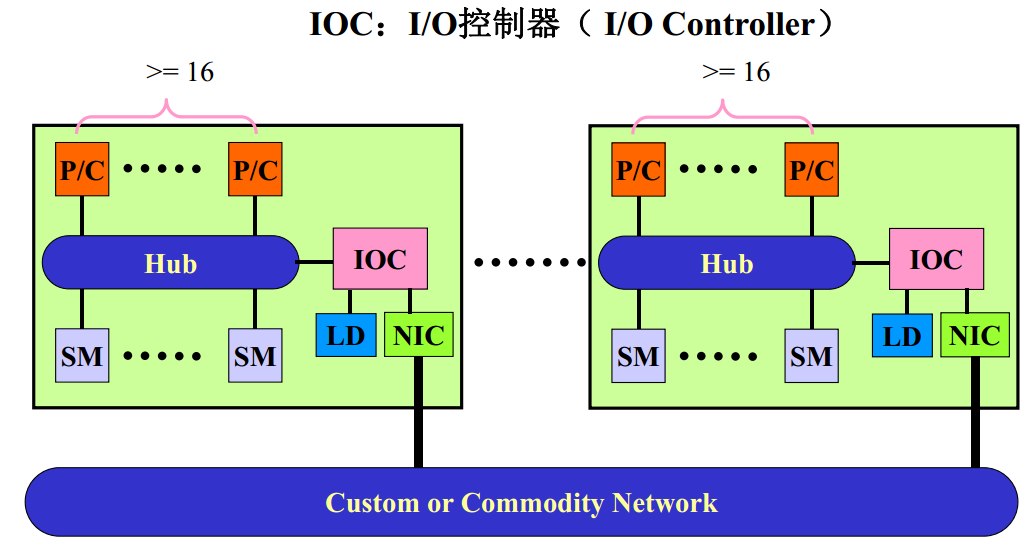 IOC：I/O控制器（ I/O Controller）
>= 16
>= 16
P/C
P/C
P/C
P/C
Hub
IOC
Hub
IOC
LD
NIC
LD
NIC
SM
SM
SM
SM
Custom or Commodity Network